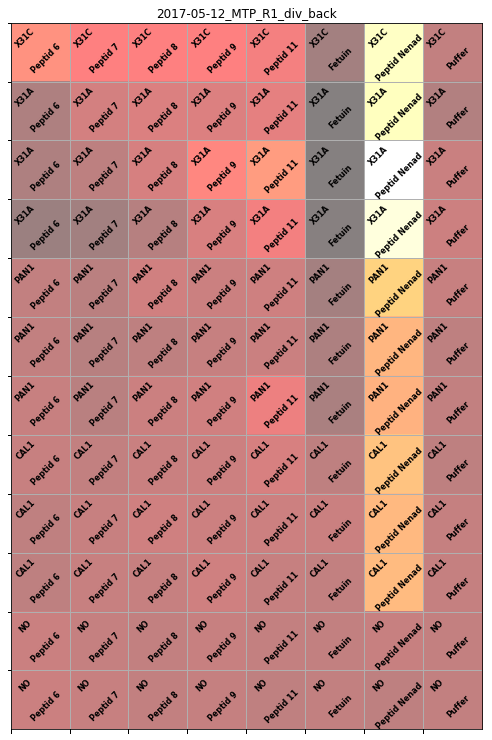 2017-05-12_MTP_R1_div_back
X31C Peptid 6 X31C Peptid 7 X31C Peptid 8 X31C Peptid 9 X31C Peptid 11 X31C Fetuin X31C Peptid Nenad X31C Puffer
X31A Peptid 6 X31A Peptid 7 X31A Peptid 8 X31A Peptid 9 X31A Peptid 11 X31A Fetuin X31A Peptid Nenad X31A Puffer
X31A Peptid 6 X31A Peptid 7 X31A Peptid 8 X31A Peptid 9 X31A Peptid 11 X31A Fetuin X31A Peptid Nenad X31A Puffer
X31A Peptid 6 X31A Peptid 7 X31A Peptid 8 X31A Peptid 9 X31A Peptid 11 X31A Fetuin X31A Peptid Nenad X31A Puffer
PAN1 Peptid 6 PAN1 Peptid 7 PAN1 Peptid 8 PAN1 Peptid 9 PAN1 Peptid 11 PAN1 Fetuin PAN1 Peptid Nenad PAN1 Puffer
PAN1 Peptid 6 PAN1 Peptid 7 PAN1 Peptid 8 PAN1 Peptid 9 PAN1 Peptid 11 PAN1 Fetuin PAN1 Peptid Nenad PAN1 Puffer
PAN1 Peptid 6 PAN1 Peptid 7 PAN1 Peptid 8 PAN1 Peptid 9 PAN1 Peptid 11 PAN1 Fetuin PAN1 Peptid Nenad PAN1 Puffer
CAL1 Peptid 6 CAL1 Peptid 7 CAL1 Peptid 8 CAL1 Peptid 9 CAL1 Peptid 11 CAL1 Fetuin CAL1 Peptid Nenad CAL1 Puffer
CAL1 Peptid 6 CAL1 Peptid 7 CAL1 Peptid 8 CAL1 Peptid 9 CAL1 Peptid 11 CAL1 Fetuin CAL1 Peptid Nenad CAL1 Puffer
CAL1 Peptid 6 CAL1 Peptid 7 CAL1 Peptid 8 CAL1 Peptid 9 CAL1 Peptid 11 CAL1 Fetuin CAL1 Peptid Nenad CAL1 Puffer
NO Peptid 6 NO Peptid 7 NO Peptid 8 NO Peptid 9 NO Peptid 11 NO Fetuin NO Peptid Nenad NO Puffer
NO Peptid 6 NO Peptid 7 NO Peptid 8 NO Peptid 9 NO Peptid 11 NO Fetuin NO Peptid Nenad NO Puffer